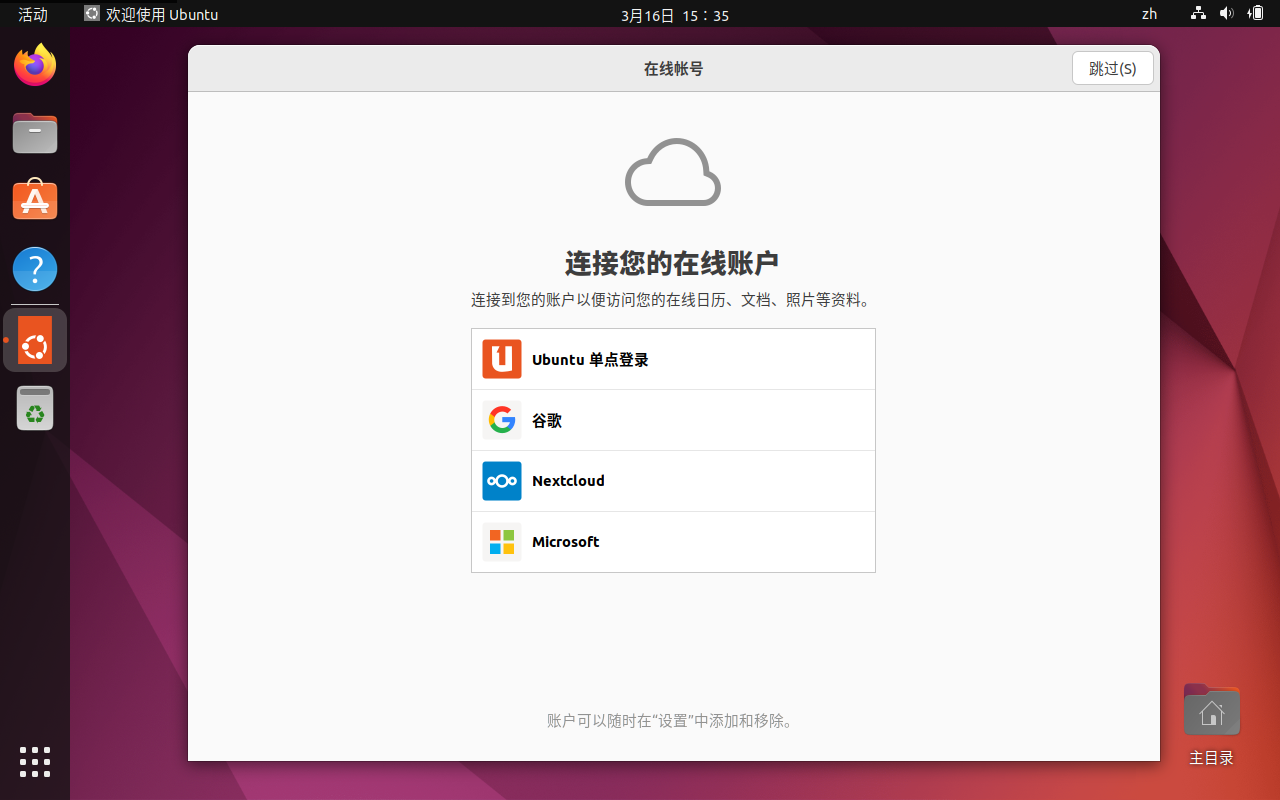 活动 欢迎使用 Ubuntu 3月16日 15：35 zh
在线帐号 跳过(S)
连接您的在线账户
连接到您的账户以便访问您的在线日历、文档、照片等资料。
Ubuntu 单点登录
谷歌
Nextcloud
Microsoft
账户可以随时在“设置”中添加和移除。
主目录